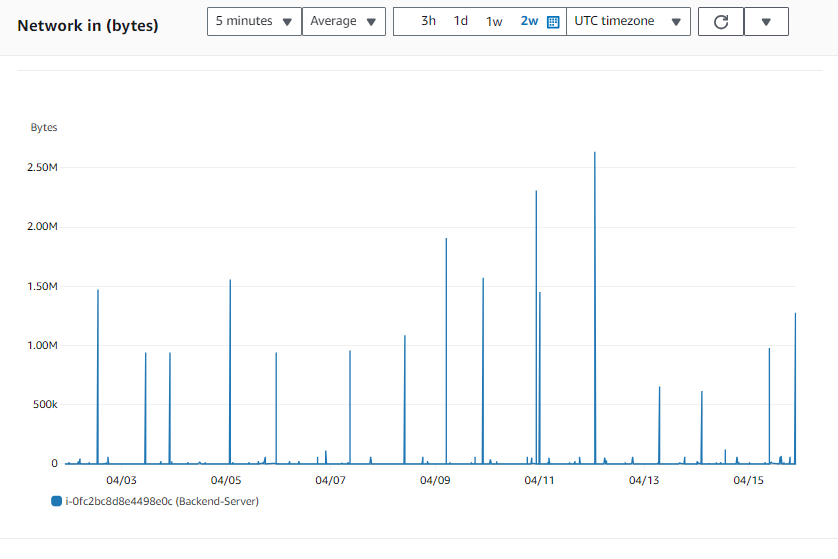 Network in (bytes)
5 minutes
Average
3h 1d 1w 2w
UTC timezone
Bytes
2.50M
2.00M
1.50M
1.00M
500k
0
04/03 04/05 04/07 04/09 04/11 04/13 04/15
i-0fc2bc8d8e4498e0c (Backend-Server)